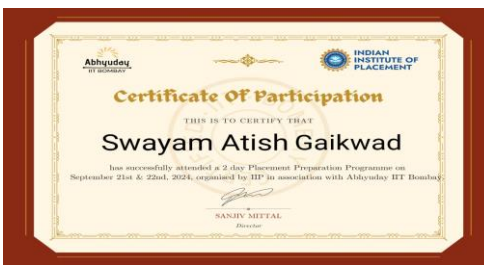 Abhyuday
IIT BOMBAY
INDIAN
INSTITUTE OF
PLACEMENT
Certificate Of Participation
THIS IS TO CERTIFY THAT
Swayam Atish Gaikwad
has successfully attended a 2 day Placement Preparation Programme on
September 21st & 22nd, 2024, organised by IIP in association with Abhyuday IIT Bombay.
SANJIV MITTAL
Director